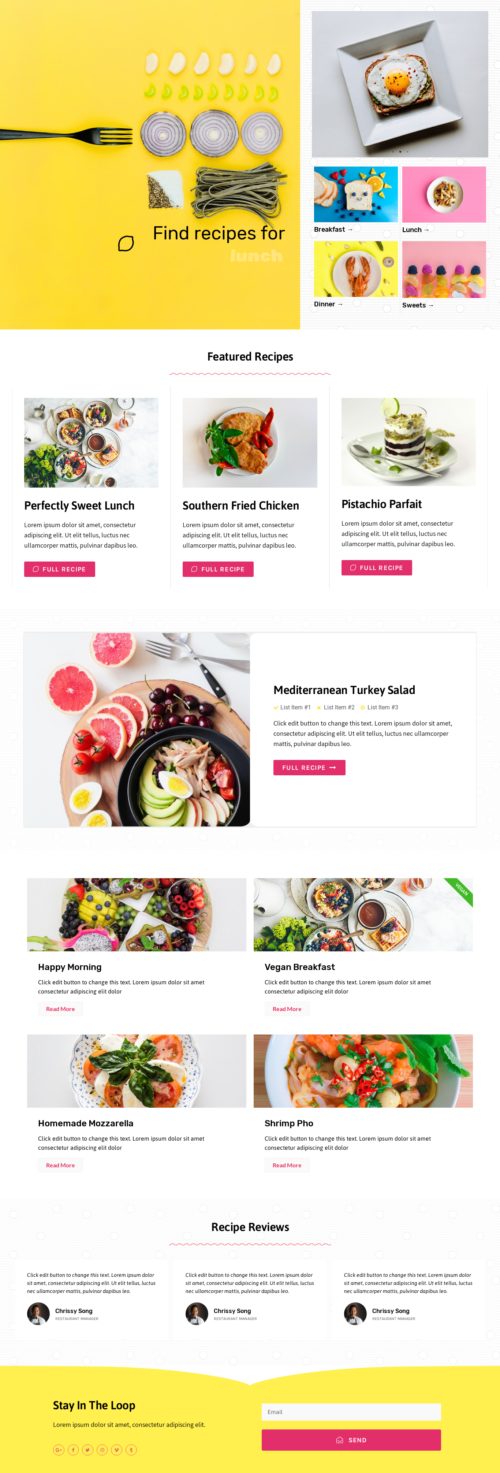 Find recipes for
lunch
Breakfast →
Lunch →
Dinner →
Sweets →
Featured Recipes
Perfectly Sweet Lunch
Lorem ipsum dolor sit amet, consectetur
adipiscing elit. Ut elit tellus, luctus nec
ullamcorper mattis, pulvinar dapibus leo.
FULL RECIPE
Southern Fried Chicken
Lorem ipsum dolor sit amet, consectetur
adipiscing elit. Ut elit tellus, luctus nec
ullamcorper mattis, pulvinar dapibus leo.
FULL RECIPE
Pistachio Parfait
Lorem ipsum dolor sit amet, consectetur
adipiscing elit. Ut elit tellus, luctus nec
ullamcorper mattis, pulvinar dapibus leo.
FULL RECIPE
Mediterranean Turkey Salad
List Item #1 List Item #2 List Item #3
Click edit button to change this text. Lorem ipsum dolor sit amet,
consectetur adipiscing elit. Ut elit tellus, luctus nec ullamcorper
mattis, pulvinar dapibus leo.
FULL RECIPE →
Happy Morning
Click edit button to change this text. Lorem ipsum dolor sit amet
consectetur adipiscing elit dolor
Read More
VEGAN
Vegan Breakfast
Click edit button to change this text. Lorem ipsum dolor sit amet
consectetur adipiscing elit dolor
Read More
Homemade Mozzarella
Click edit button to change this text. Lorem ipsum dolor sit amet
consectetur adipiscing elit dolor
Read More
Shrimp Pho
Click edit button to change this text. Lorem ipsum dolor sit amet
consectetur adipiscing elit dolor
Read More
Recipe Reviews
Click edit button to change this text. Lorem ipsum dolor
sit amet, consectetur adipiscing elit. Ut elit tellus, luctus
nec ullamcorper mattis, pulvinar dapibus leo.
Chrissy Song
RESTAURANT MANAGER
Click edit button to change this text. Lorem ipsum dolor
sit amet, consectetur adipiscing elit. Ut elit tellus, luctus
nec ullamcorper mattis, pulvinar dapibus leo.
Chrissy Song
RESTAURANT MANAGER
Click edit button to change this text. Lorem ipsum dolor
sit amet, consectetur adipiscing elit. Ut elit tellus, luctus
nec ullamcorper mattis, pulvinar dapibus leo.
Chrissy Song
RESTAURANT MANAGER
Stay In The Loop
Lorem ipsum dolor sit amet, consectetur adipiscing elit.
Email
SEND